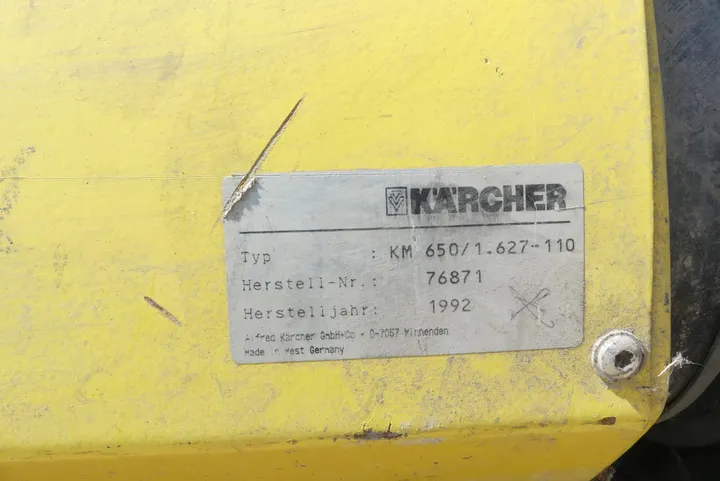 KÄRCHER
Typ : KM 650/1.627-110
Herstell-Nr.: 76871
Herstelljahr: 1992
Alfred Kärcher GmbH+Co • D-7057 Winnenden
Made in West Germany